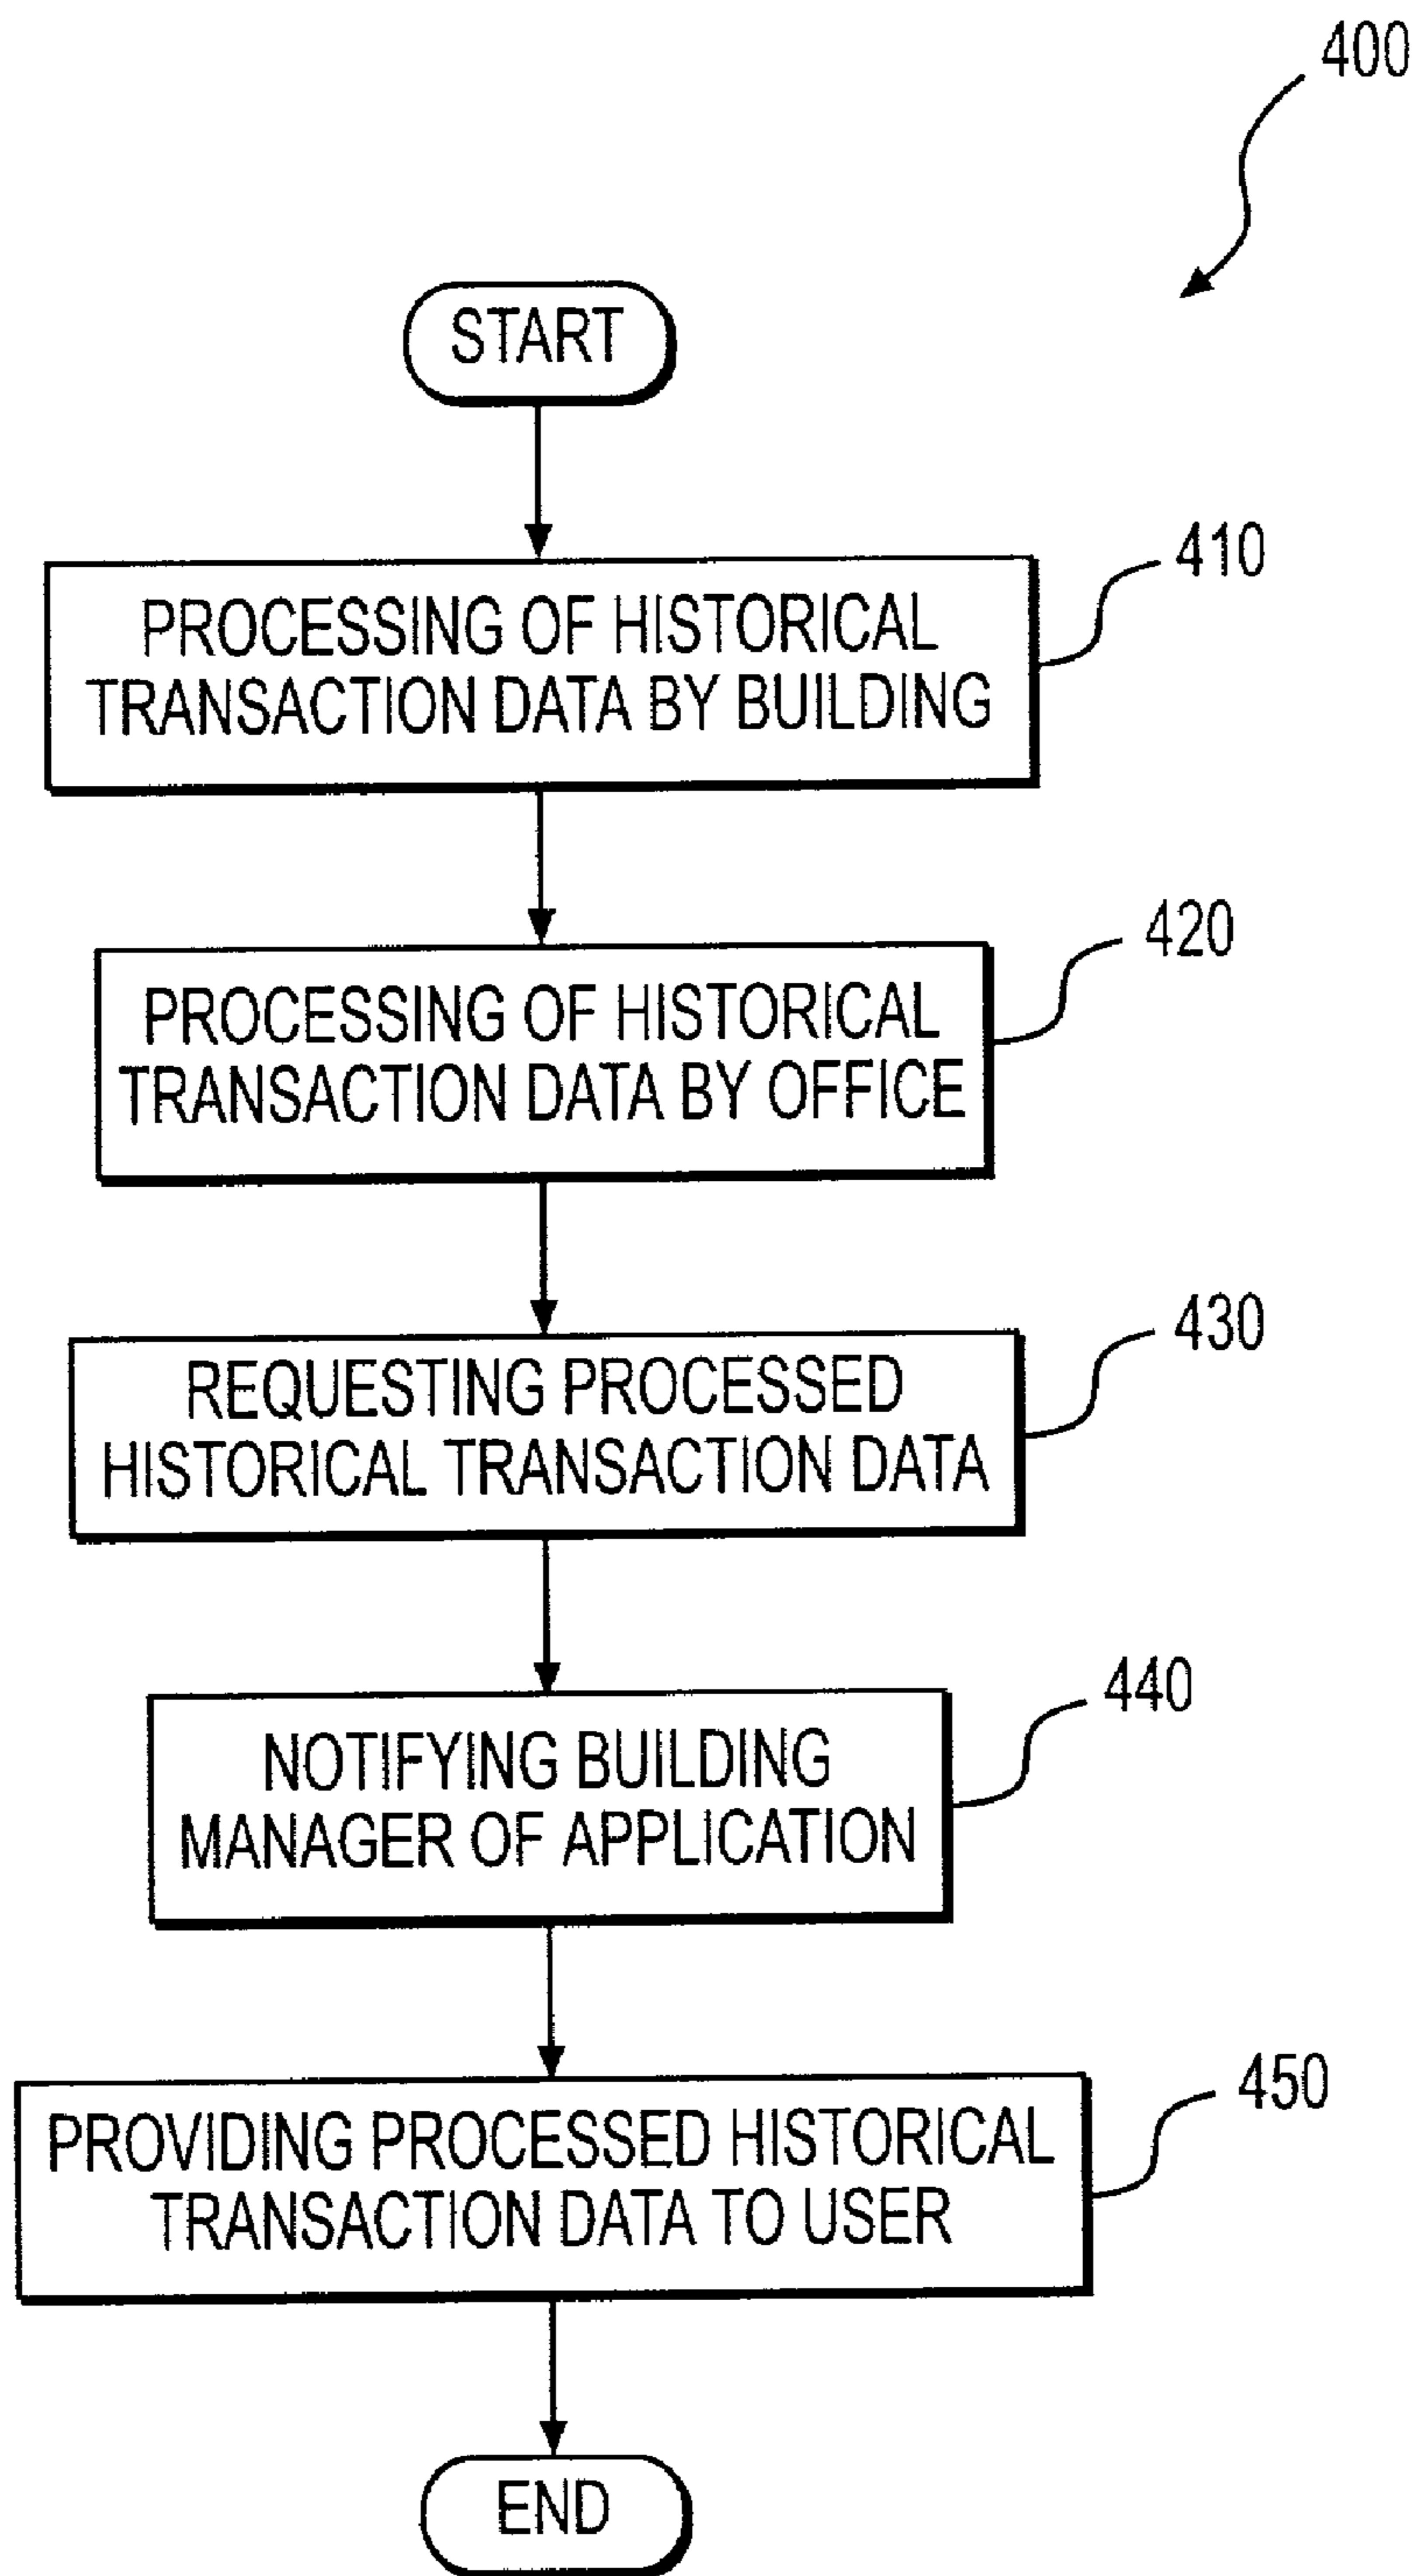 400
START
410
PROCESSING OF HISTORICAL
TRANSACTION DATA BY BUILDING
420
PROCESSING OF HISTORICAL
TRANSACTION DATA BY OFFICE
430
REQUESTING PROCESSED
HISTORICAL TRANSACTION DATA
440
NOTIFYING BUILDING
MANAGER OF APPLICATION
450
PROVIDING PROCESSED HISTORICAL
TRANSACTION DATA TO USER
END